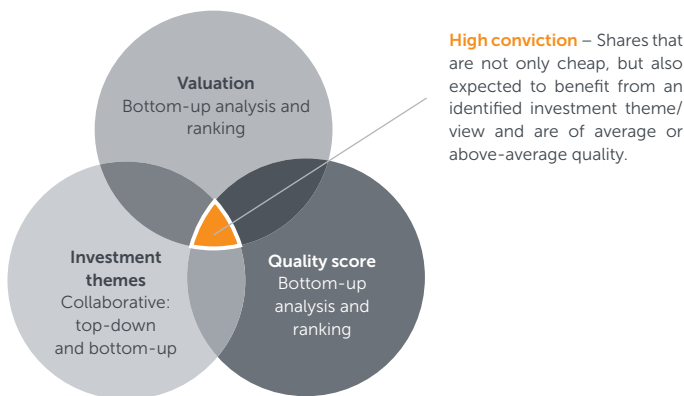 Valuation
Bottom-up analysis and
ranking
High conviction – Shares that
are not only cheap, but also
expected to benefit from an
identified investment theme/
view and are of average or
above-average quality.
Investment
themes
Collaborative:
top-down
and bottom-up
Quality score
Bottom-up
analysis and
ranking